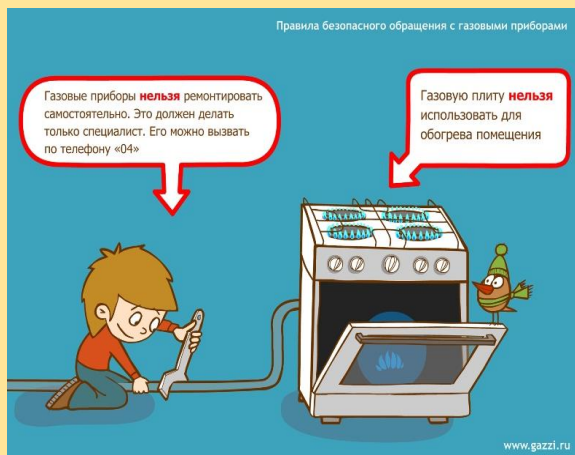 Правила безопасного обращения с газовыми приборами
Газовые приборы нельзя ремонтировать
самостоятельно. Это должен делать
только специалист. Его можно вызвать
по телефону «04»
Газовую плиту нельзя
использовать для
обогрева помещения
www.gazzi.ru